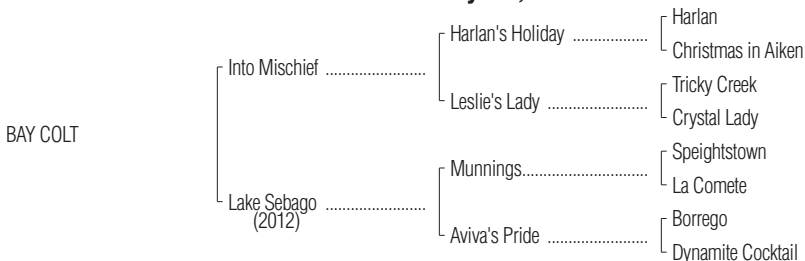 Harlan
Harlan's Holiday ..................
Christmas in Aiken
Into Mischief ........................
Tricky Creek
Leslie's Lady ........................
Crystal Lady
BAY COLT
Speightstown
Munnings..............................
La Comete
Lake Sebago ........................
(2012)
Borrego
Aviva's Pride ........................
Dynamite Cocktail